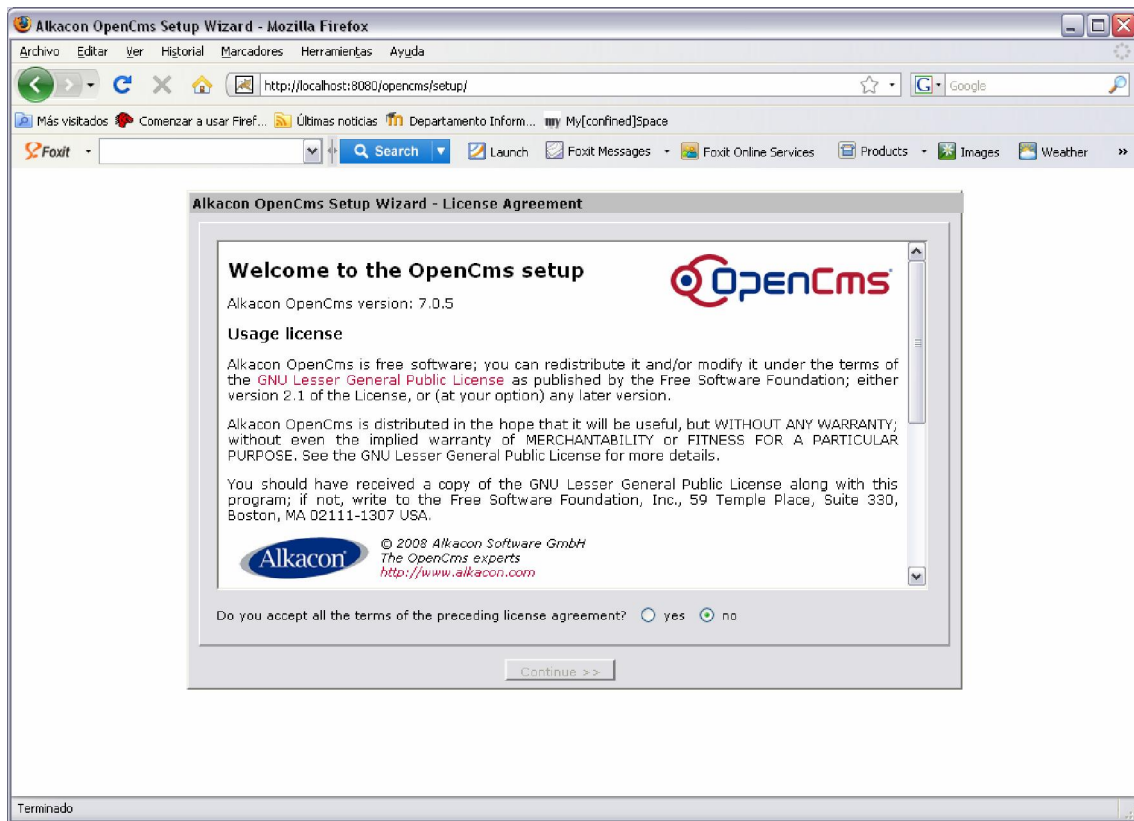 Alkacon OpenCms Setup Wizard - Mozilla Firefox
Archivo Editar Ver Historial Marcadores Herramientas Ayuda
http://localhost:8080/opencms/setup/
G Google
Más visitados Comenzar a usar Firef... Últimas noticias Departamento Inform... my My[confined]Space
Foxit Search Launch Foxit Messages Foxit Online Services Products Images Weather »
Alkacon OpenCms Setup Wizard - License Agreement
Welcome to the OpenCms setup
OpenCms
Alkacon OpenCms version: 7.0.5
Usage license
Alkacon OpenCms is free software; you can redistribute it and/or modify it under the terms of
the GNU Lesser General Public License as published by the Free Software Foundation; either
version 2.1 of the License, or (at your option) any later version.
Alkacon OpenCms is distributed in the hope that it will be useful, but WITHOUT ANY WARRANTY;
without even the implied warranty of MERCHANTABILITY or FITNESS FOR A PARTICULAR
PURPOSE. See the GNU Lesser General Public License for more details.
You should have received a copy of the GNU Lesser General Public License along with this
program; if not, write to the Free Software Foundation, Inc., 59 Temple Place, Suite 330,
Boston, MA 02111-1307 USA.
Alkacon
© 2008 Alkacon Software GmbH
The OpenCms experts
http://www.alkacon.com
Do you accept all the terms of the preceding license agreement? yes no
Continue >>
Terminado